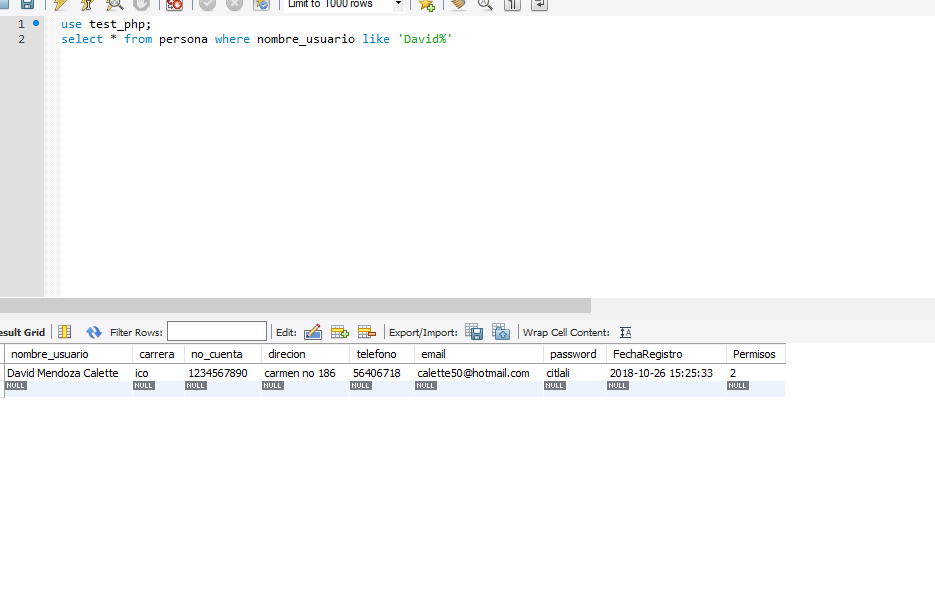 Limit to 1000 rows
1 use test_php;
2 select * from persona where nombre_usuario like 'David%'
esult Grid Filter Rows: Edit: Export/Import: Wrap Cell Content: IA
nombre_usuario carrera no_cuenta direcion telefono email password FechaRegistro Permisos
David Mendoza Calette ico 1234567890 carmen no 186 56406718 calette50@hotmail.com citlali 2018-10-26 15:25:33 2
NULL NULL NULL NULL NULL NULL NULL NULL NULL